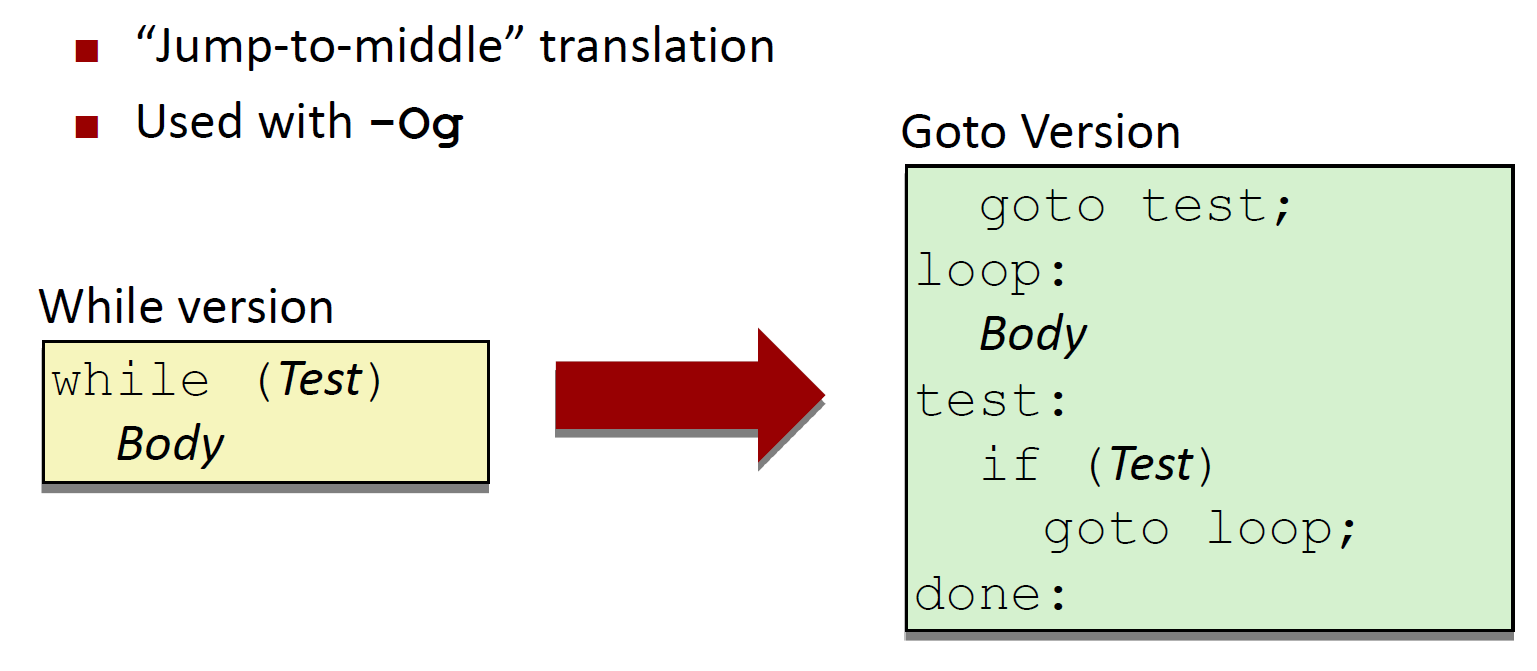 “Jump-to-middle” translation
Used with -Og
While version
while (Test)
  Body
Goto Version
  goto test;
loop:
  Body
test:
  if (Test)
    goto loop;
done: